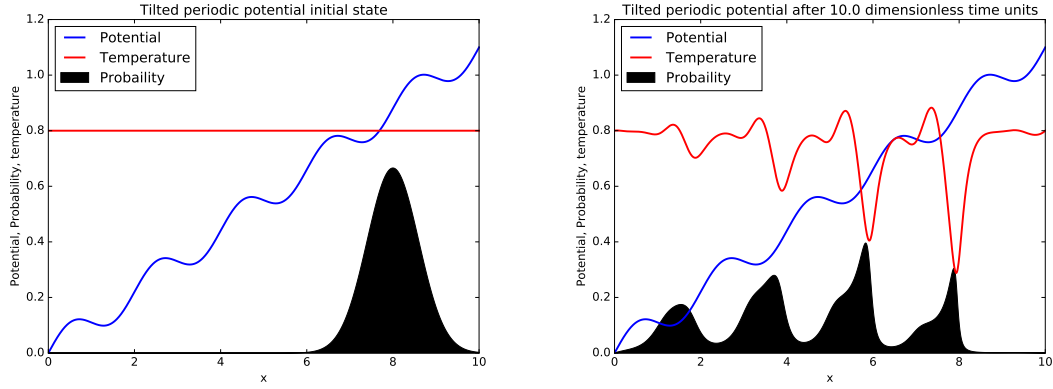 Tilted periodic potential initial state
Potential
Temperature
Probaility
Potential, Probability, temperature
1.2
1.0
0.8
0.6
0.4
0.2
0.0
0 2 4 6 8 10
x
Tilted periodic potential after 10.0 dimensionless time units
Potential
Temperature
Probaility
Potential, Probability, temperature
1.2
1.0
0.8
0.6
0.4
0.2
0.0
0 2 4 6 8 10
x